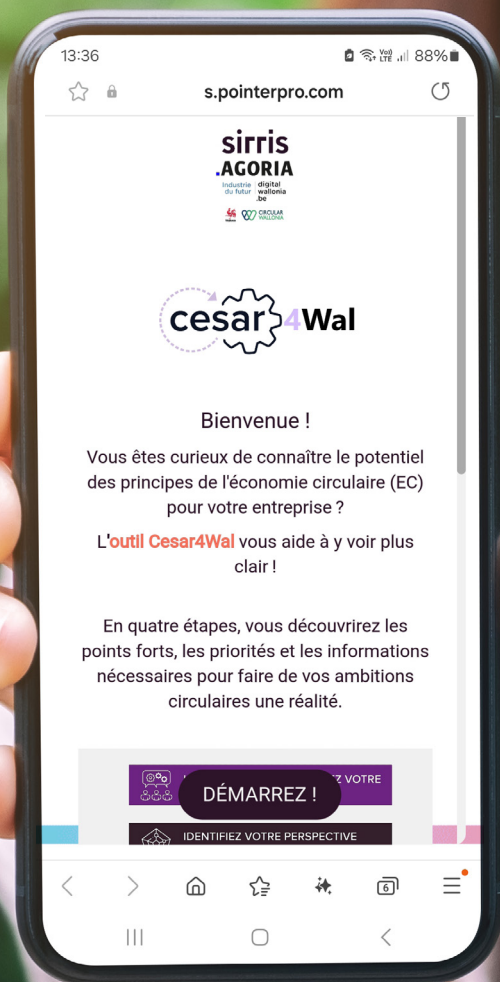 13:36
Voi) LTE 88%
s.pointerpro.com
sirris
.AGORIA
Industrie du futur
digital wallonia .be
CIRCULAR WALLONIA
cesar4Wal
Bienvenue !
Vous êtes curieux de connaître le potentiel
des principes de l'économie circulaire (EC)
pour votre entreprise ?
L'outil Cesar4Wal vous aide à y voir plus
clair !
En quatre étapes, vous découvrirez les
points forts, les priorités et les informations
nécessaires pour faire de vos ambitions
circulaires une réalité.
Z VOTRE
DÉMARREZ !
IDENTIFIEZ VOTRE PERSPECTIVE
6